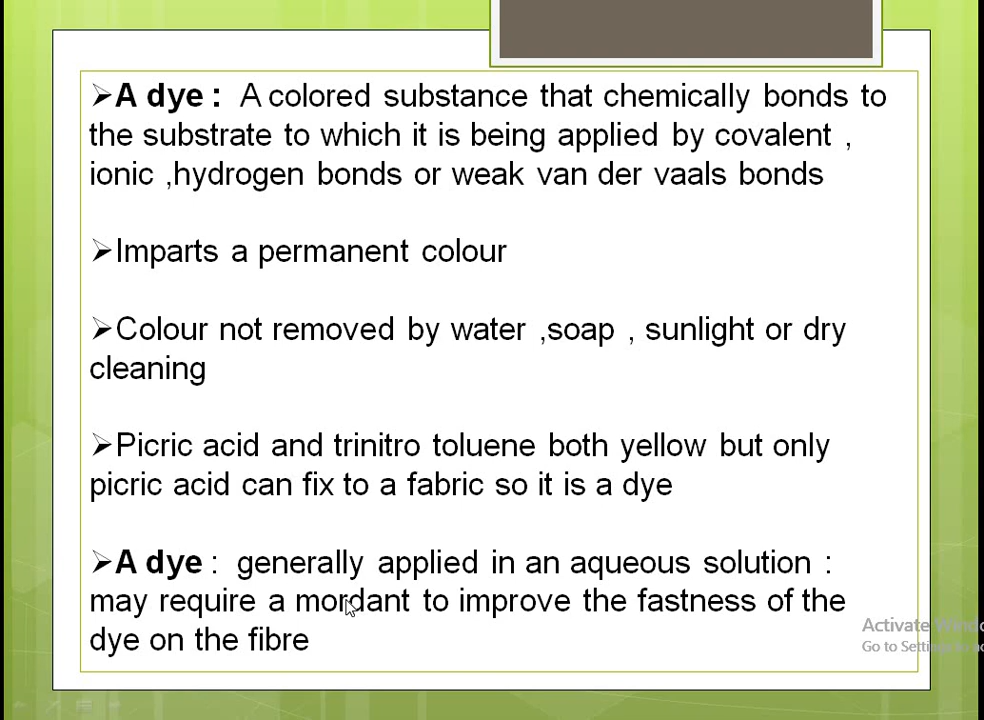 ➢A dye : A colored substance that chemically bonds to
the substrate to which it is being applied by covalent ,
ionic ,hydrogen bonds or weak van der vaals bonds
➢Imparts a permanent colour
➢Colour not removed by water ,soap , sunlight or dry
cleaning
➢Picric acid and trinitro toluene both yellow but only
picric acid can fix to a fabric so it is a dye
➢A dye : generally applied in an aqueous solution :
may require a mordant to improve the fastness of the
dye on the fibre
Activate
Go to